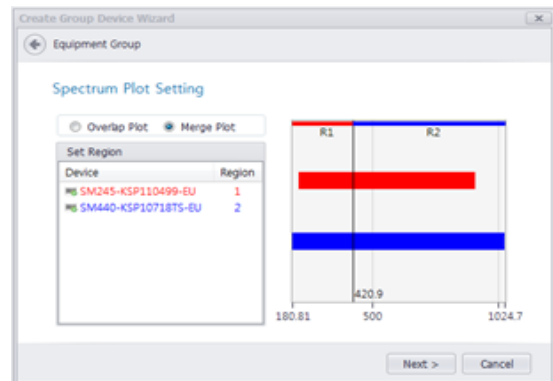 Create Group Device Wizard
Equipment Group
Spectrum Plot Setting
Overlap Plot Merge Plot
Set Region
Device Region
SM245-KSP110499-EU 1
SM440-KSP10718TS-EU 2
R1 R2
420.9
180.81 500 1024.7
Next > Cancel